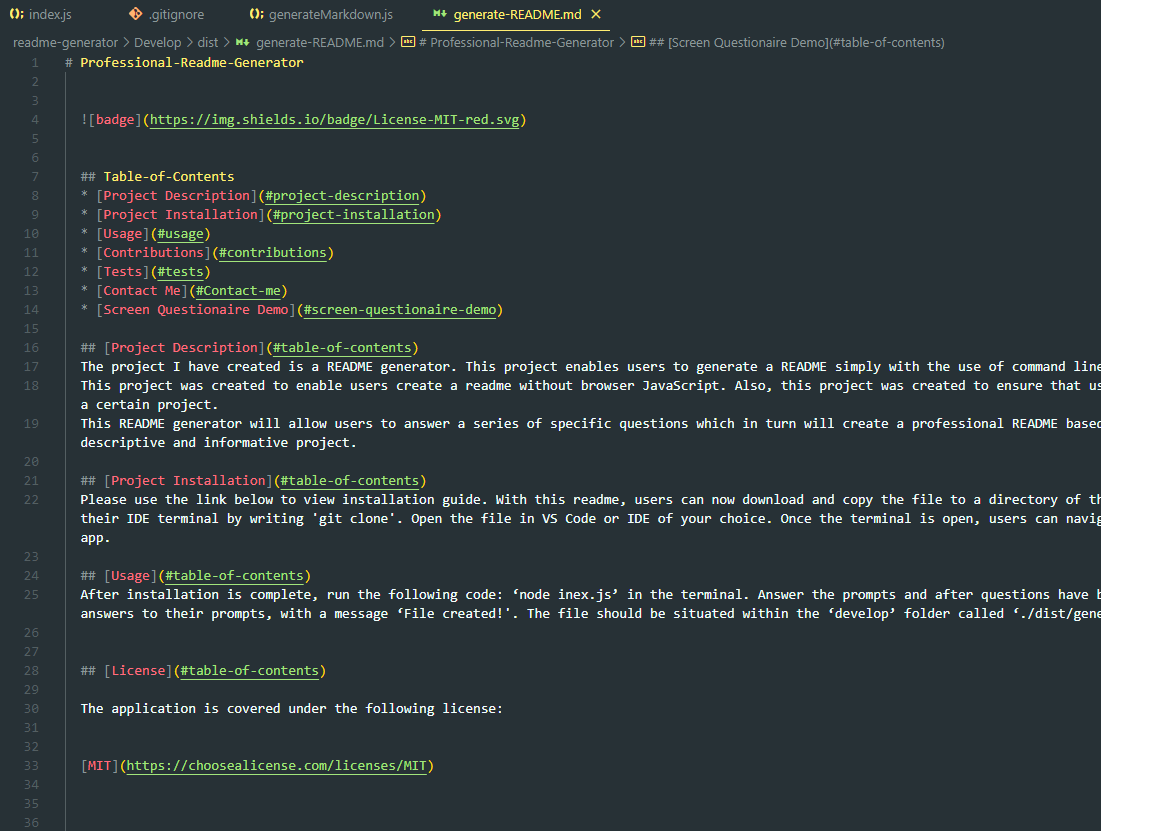 index.js .gitignore generateMarkdown.js generate-README.md ×
readme-generator > Develop > dist > generate-README.md > # Professional-Readme-Generator > ## [Screen Questionaire Demo](#table-of-contents)
1 # Professional-Readme-Generator
2
3
4 ![badge](https://img.shields.io/badge/License-MIT-red.svg)
5
6
7 ## Table-of-Contents
8 * [Project Description](#project-description)
9 * [Project Installation](#project-installation)
10 * [Usage](#usage)
11 * [Contributions](#contributions)
12 * [Tests](#tests)
13 * [Contact Me](#Contact-me)
14 * [Screen Questionaire Demo](#screen-questionaire-demo)
15
16 ## [Project Description](#table-of-contents)
17 The project I have created is a README generator. This project enables users to generate a README simply with the use of command line
18 This project was created to enable users create a readme without browser JavaScript. Also, this project was created to ensure that us
a certain project.
19 This README generator will allow users to answer a series of specific questions which in turn will create a professional README based
descriptive and informative project.
20
21 ## [Project Installation](#table-of-contents)
22 Please use the link below to view installation guide. With this readme, users can now download and copy the file to a directory of th
their IDE terminal by writing 'git clone'. Open the file in VS Code or IDE of your choice. Once the terminal is open, users can navig
app.
23
24 ## [Usage](#table-of-contents)
25 After installation is complete, run the following code: ‘node inex.js’ in the terminal. Answer the prompts and after questions have b
answers to their prompts, with a message ‘File created!'. The file should be situated within the ‘develop’ folder called ‘./dist/gene
26
27
28 ## [License](#table-of-contents)
29
30 The application is covered under the following license:
31
32
33 [MIT](https://choosealicense.com/licenses/MIT)
34
35
36